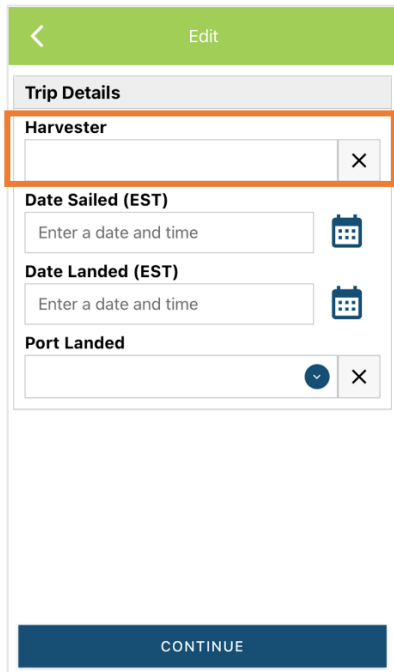 Edit
Trip Details
Harvester
Date Sailed (EST)
Enter a date and time
Date Landed (EST)
Enter a date and time
Port Landed
CONTINUE